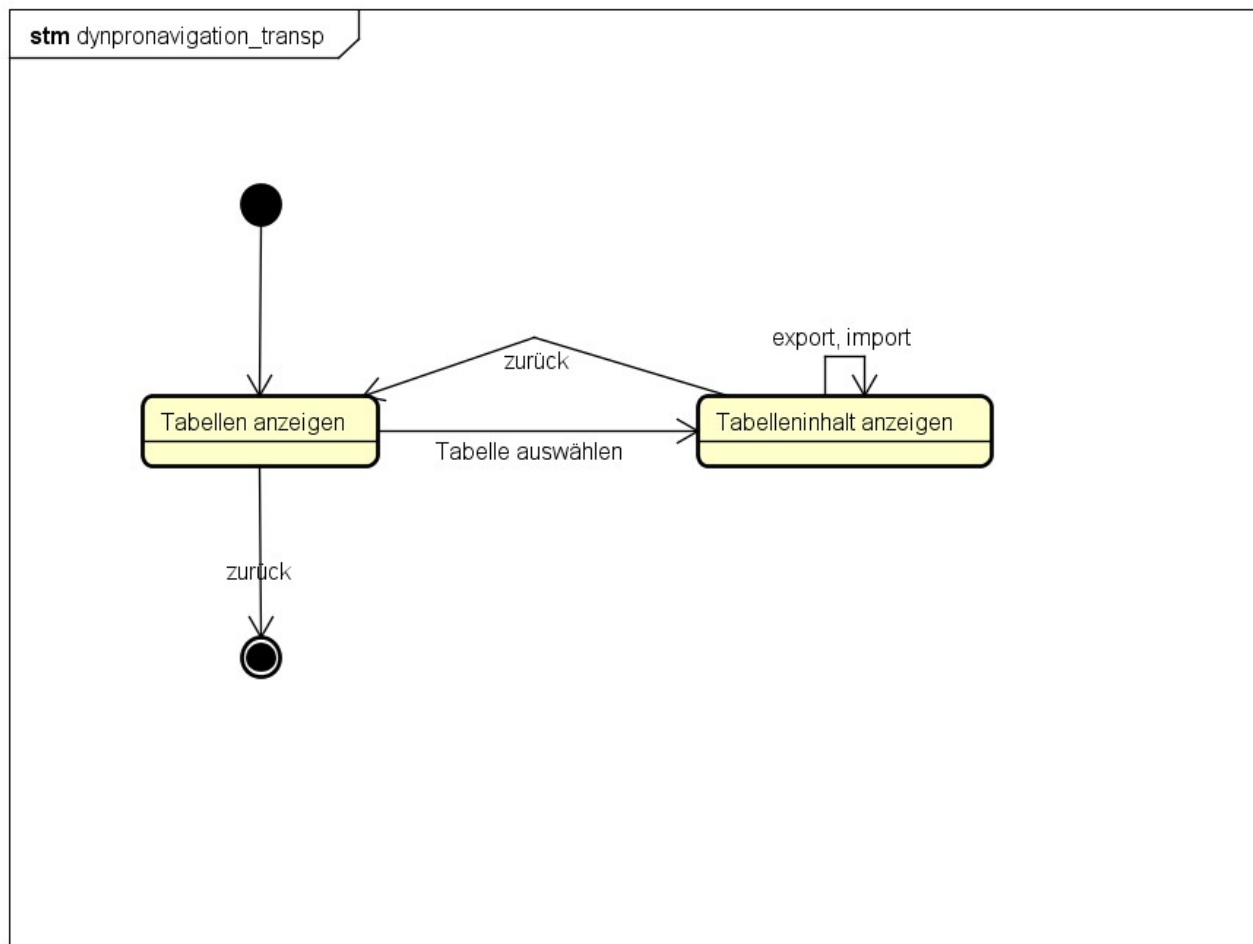 stm dynpronavigation_transp
export, import
zurück
Tabellen anzeigen
Tabelleninhalt anzeigen
Tabelle auswählen
zurück